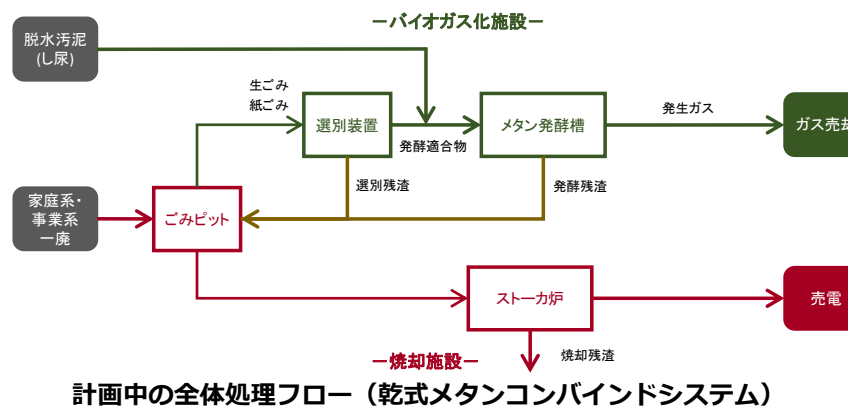 －バイオガス化施設－
脱水汚泥
(し尿)
生ごみ
紙ごみ
選別装置
発酵適合物
メタン発酵槽
発生ガス
ガス売却
選別残渣
発酵残渣
家庭系・
事業系
一廃
ごみピット
ストーカ炉
売電
－焼却施設－
焼却残渣
計画中の全体処理フロー（乾式メタンコンバインドシステム）